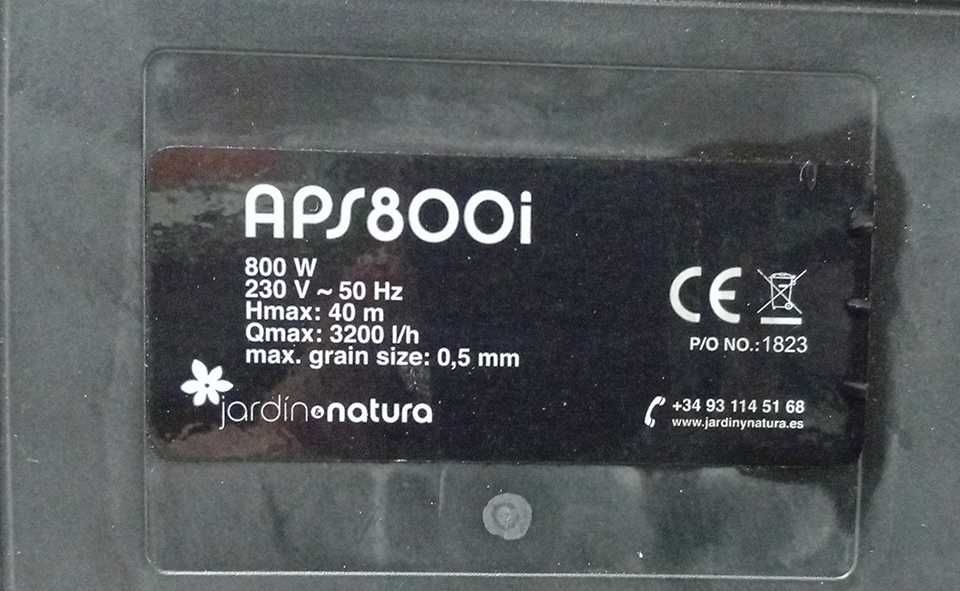 APS800i
800 W
230 V ~ 50 Hz
Hmax: 40 m
Qmax: 3200 l/h
max. grain size: 0,5 mm
CE
P/O NO.:1823
jardín&natura
+34 93 114 51 68
www.jardinynatura.es